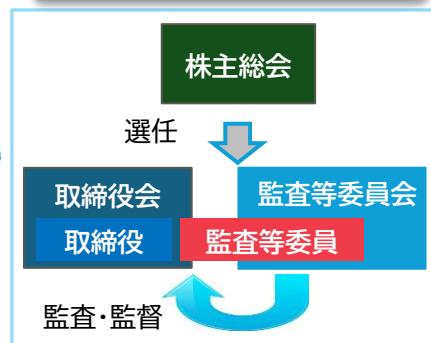 株主総会
選任
取締役会
監査等委員会
取締役
監査等委員
監査・監督